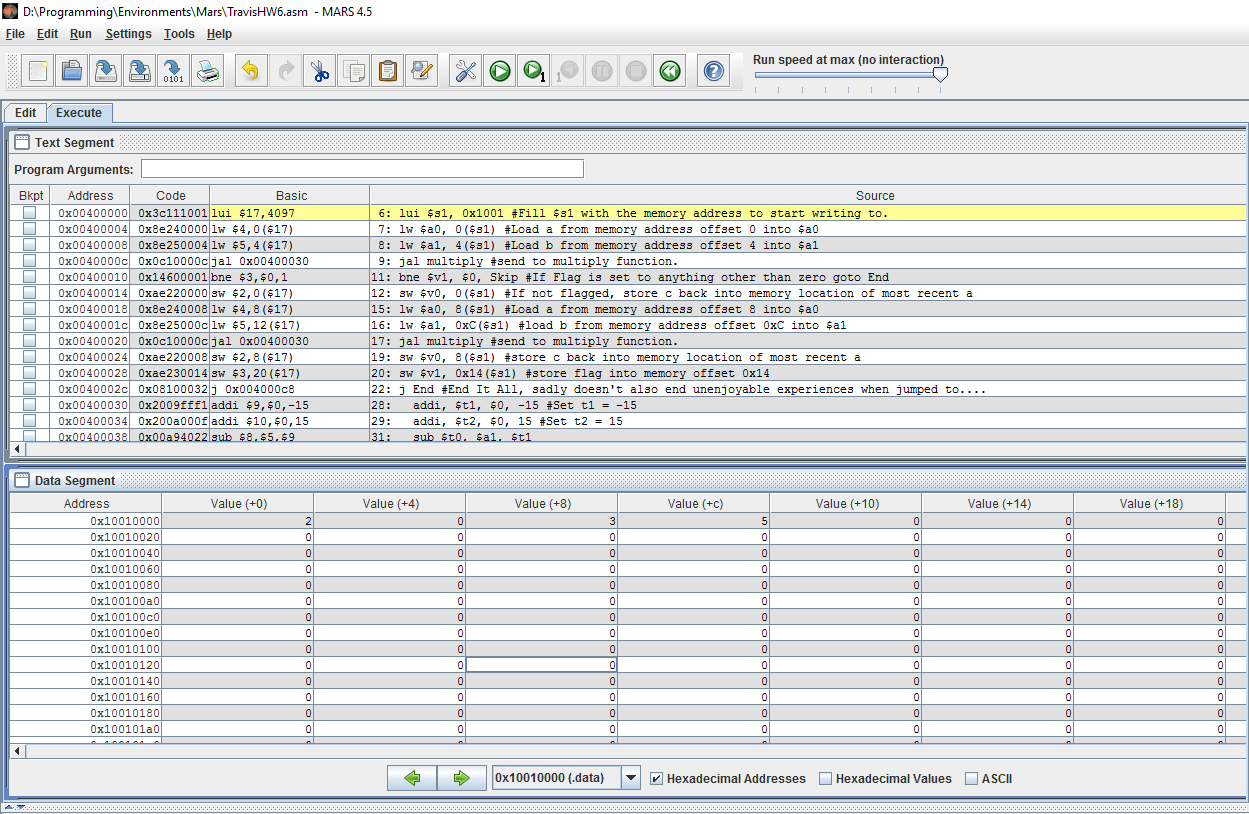 D:\Programming\Environments\Mars\TravisHW6.asm - MARS 4.5
File Edit Run Settings Tools Help
Run speed at max (no interaction)
0101 1 1
Edit Execute
Text Segment
Program Arguments:
Bkpt Address Code Basic Source
0x00400000 0x3c111001 lui $17,4097 6: lui $s1, 0x1001 #Fill $s1 with the memory address to start writing to.
0x00400004 0x8e240000 lw $4,0($17) 7: lw $a0, 0($s1) #Load a from memory address offset 0 into $a0
0x00400008 0x8e250004 lw $5,4($17) 8: lw $a1, 4($s1) #Load b from memory address offset 4 into $a1
0x0040000c 0x0c10000c jal 0x00400030 9: jal multiply #send to multiply function.
0x00400010 0x14600001 bne $3,$0,1 11: bne $v1, $0, Skip #If Flag is set to anything other than zero goto End
0x00400014 0xae220000 sw $2,0($17) 12: sw $v0, 0($s1) #If not flagged, store c back into memory location of most recent a
0x00400018 0x8e240008 lw $4,8($17) 15: lw $a0, 8($s1) #Load a from memory address offset 8 into $a0
0x0040001c 0x8e25000c lw $5,12($17) 16: lw $a1, 0xC($s1) #load b from memory address offset 0xC into $a1
0x00400020 0x0c10000c jal 0x00400030 17: jal multiply #send to multiply function.
0x00400024 0xae220008 sw $2,8($17) 19: sw $v0, 8($s1) #store c back into memory location of most recent a
0x00400028 0xae230014 sw $3,20($17) 20: sw $v1, 0x14($s1) #store flag into memory offset 0x14
0x0040002c 0x08100032 j 0x004000c8 22: j End #End It All, sadly doesn't also end unenjoyable experiences when jumped to....
0x00400030 0x2009fff1 addi $9,$0,-15 28: addi, $t1, $0, -15 #Set t1 = -15
0x00400034 0x200a000f addi $10,$0,15 29: addi, $t2, $0, 15 #Set t2 = 15
0x00400038 0x00a94022 sub $8,$5,$9 31: sub $t0, $a1, $t1
Data Segment
Address Value (+0) Value (+4) Value (+8) Value (+c) Value (+10) Value (+14) Value (+18)
0x10010000 2 0 3 5 0 0 0
0x10010020 0 0 0 0 0 0 0
0x10010040 0 0 0 0 0 0 0
0x10010060 0 0 0 0 0 0 0
0x10010080 0 0 0 0 0 0 0
0x100100a0 0 0 0 0 0 0 0
0x100100c0 0 0 0 0 0 0 0
0x100100e0 0 0 0 0 0 0 0
0x10010100 0 0 0 0 0 0 0
0x10010120 0 0 0 0 0 0 0
0x10010140 0 0 0 0 0 0 0
0x10010160 0 0 0 0 0 0 0
0x10010180 0 0 0 0 0 0 0
0x100101a0 0 0 0 0 0 0 0
0x10010000 (.data) Hexadecimal Addresses Hexadecimal Values ASCII